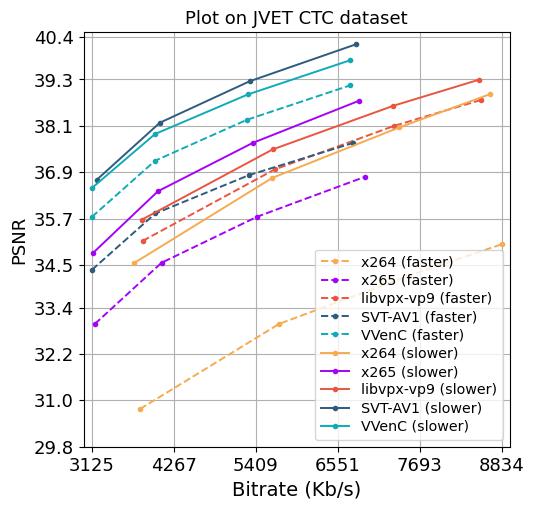 Plot on JVET CTC dataset
PSNR
40.4
39.3
38.1
36.9
35.7
34.5
33.4
32.2
31.0
29.8
x264 (faster)
x265 (faster)
libvpx-vp9 (faster)
SVT-AV1 (faster)
VVenC (faster)
x264 (slower)
x265 (slower)
libvpx-vp9 (slower)
SVT-AV1 (slower)
VVenC (slower)
3125 4267 5409 6551 7693 8834
Bitrate (Kb/s)